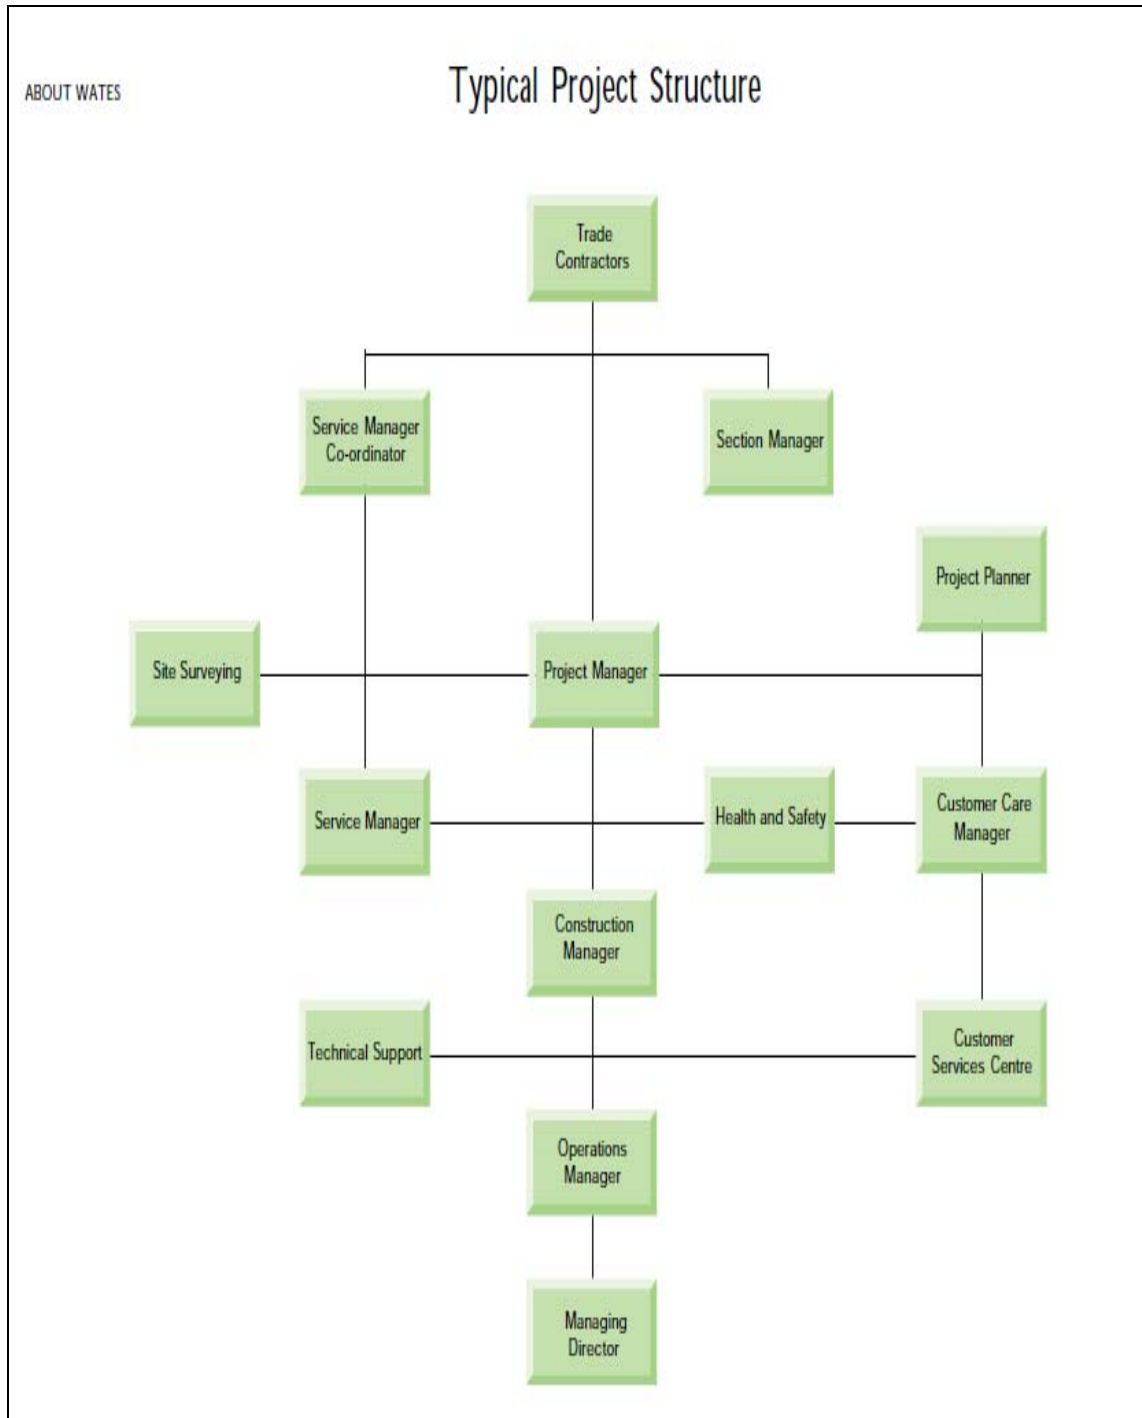 ABOUT WATES
Typical Project Structure
Trade
Contractors
Service Manager
Co-ordinator
Section Manager
Project Planner
Site Surveying
Project Manager
Service Manager
Health and Safety
Customer Care
Manager
Construction
Manager
Technical Support
Customer
Services Centre
Operations
Manager
Managing
Director